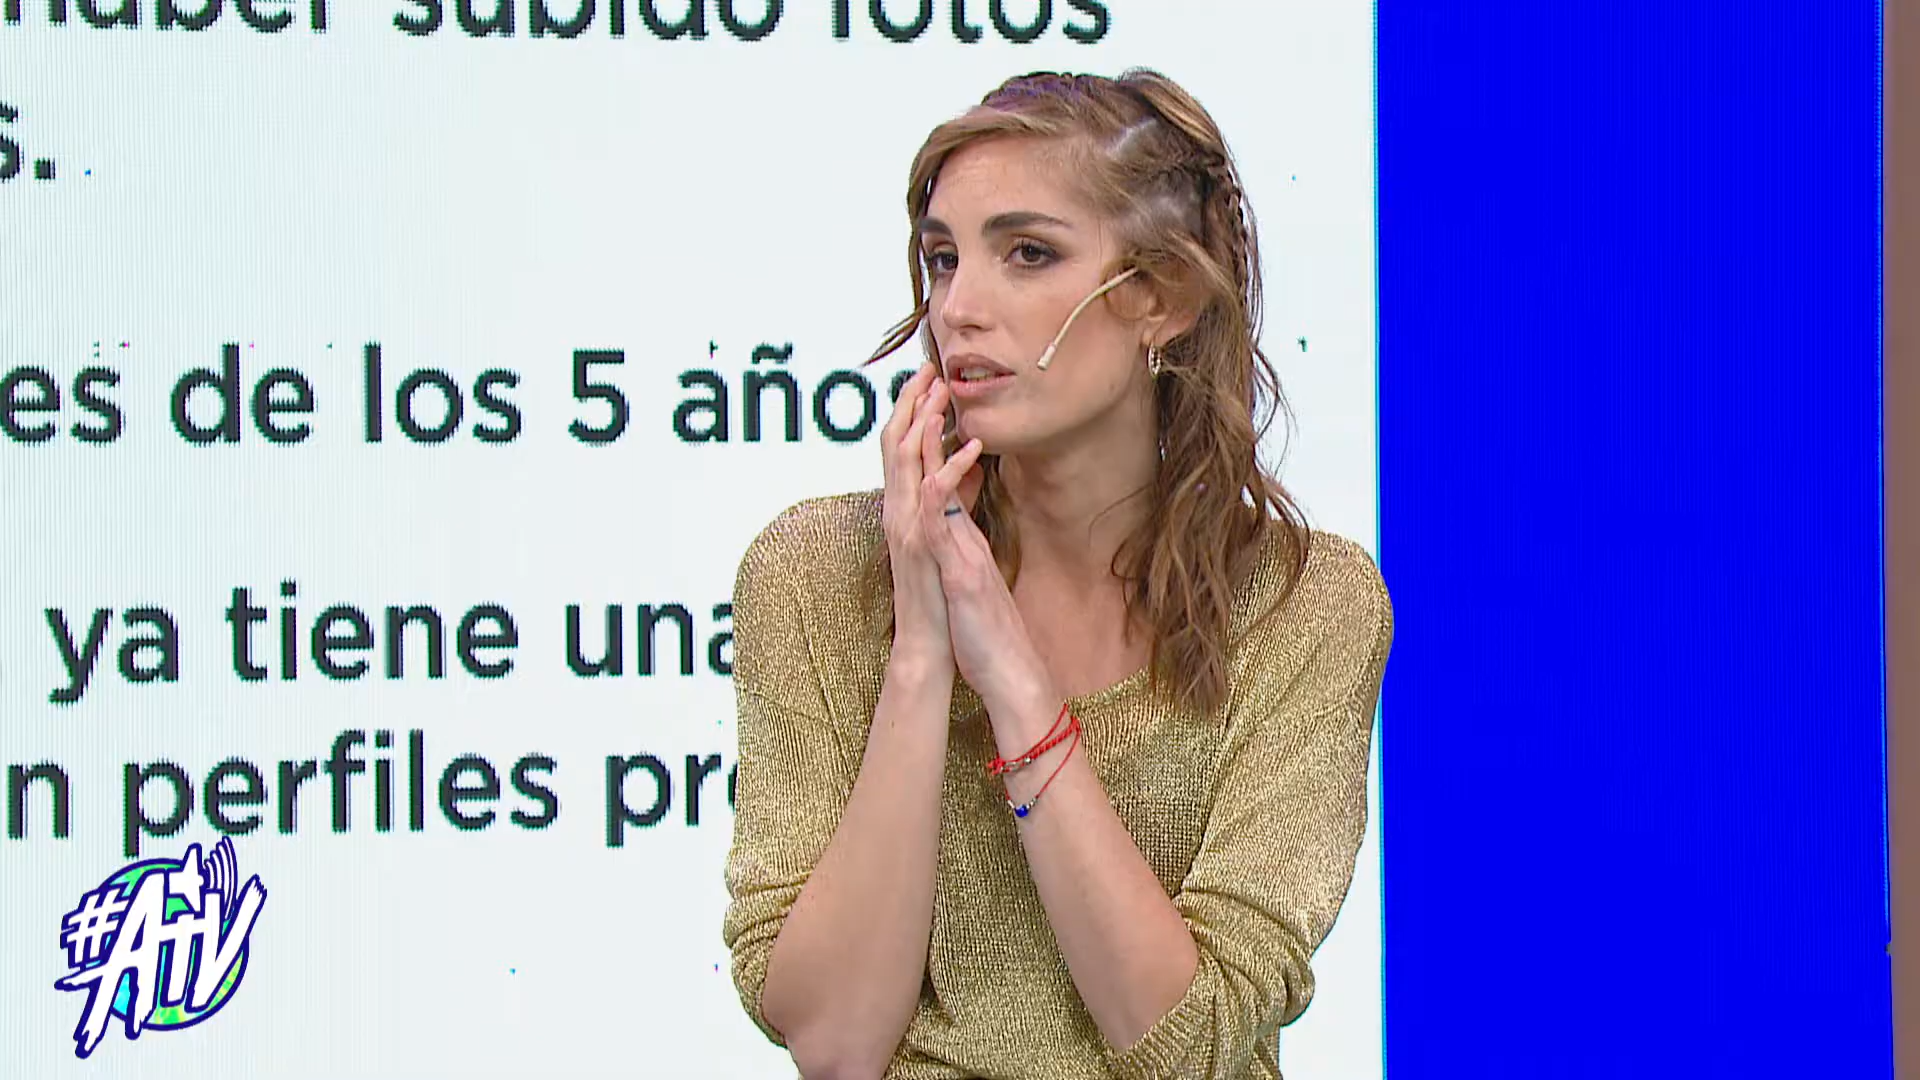 haber subido fotos
s.
es de los 5 años
ya tiene una
n perfiles pr
#ATV